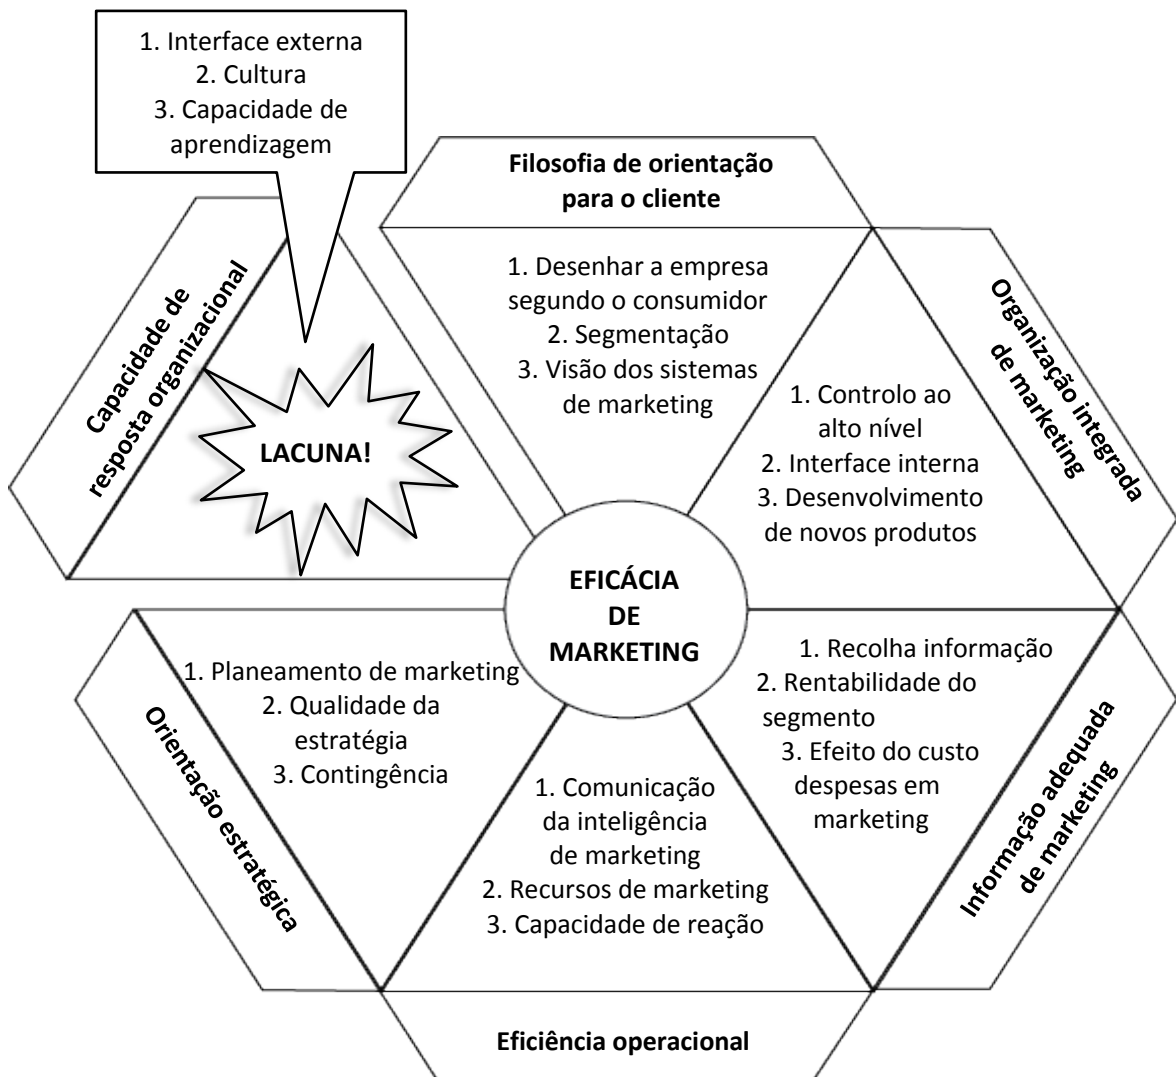 1. Interface externa
2. Cultura
3. Capacidade de
aprendizagem
Capacidade de
resposta organizacional
LACUNA!
Filosofia de orientação
para o cliente
1. Desenhar a empresa
segundo o consumidor
2. Segmentação
3. Visão dos sistemas
de marketing
Organização integrada
de marketing
1. Controlo ao
alto nível
2. Interface interna
3. Desenvolvimento
de novos produtos
EFICÁCIA
DE
MARKETING
1. Recolha informação
2. Rentabilidade do
segmento
3. Efeito do custo
despesas em
marketing
Informação adequada
de marketing
1. Comunicação
da inteligência
de marketing
2. Recursos de marketing
3. Capacidade de reação
Eficiência operacional
1. Planeamento de marketing
2. Qualidade da
estratégia
3. Contingência
Orientação estratégica